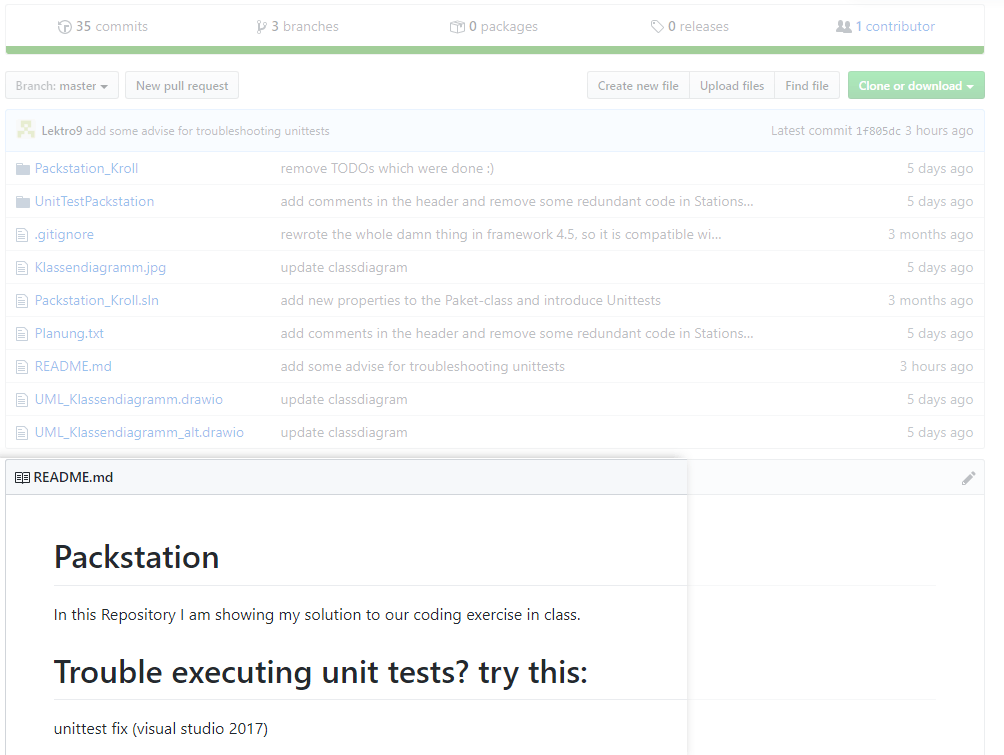 35 commits 3 branches 0 packages 0 releases 1 contributor
Branch: master New pull request Create new file Upload files Find file Clone or download
Lektro9 add some advise for troubleshooting unittests Latest commit 1f805dc 3 hours ago
Packstation_Kroll remove TODOs which were done :) 5 days ago
UnitTestPackstation add comments in the header and remove some redundant code in Stations... 5 days ago
.gitignore rewrote the whole damn thing in framework 4.5, so it is compatible wi... 3 months ago
Klassendiagramm.jpg update classdiagram 5 days ago
Packstation_Kroll.sln add new properties to the Paket-class and introduce Unittests 3 months ago
Planung.txt add comments in the header and remove some redundant code in Stations... 5 days ago
README.md add some advise for troubleshooting unittests 3 hours ago
UML_Klassendiagramm.drawio update classdiagram 5 days ago
UML_Klassendiagramm_alt.drawio update classdiagram 5 days ago
README.md
Packstation
In this Repository I am showing my solution to our coding exercise in class.
Trouble executing unit tests? try this:
unittest fix (visual studio 2017)